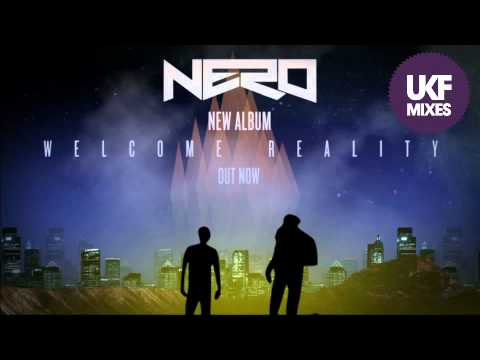 NERO
NEW ALBUM
WELCOME REALITY
OUT NOW
UKF
MIXES